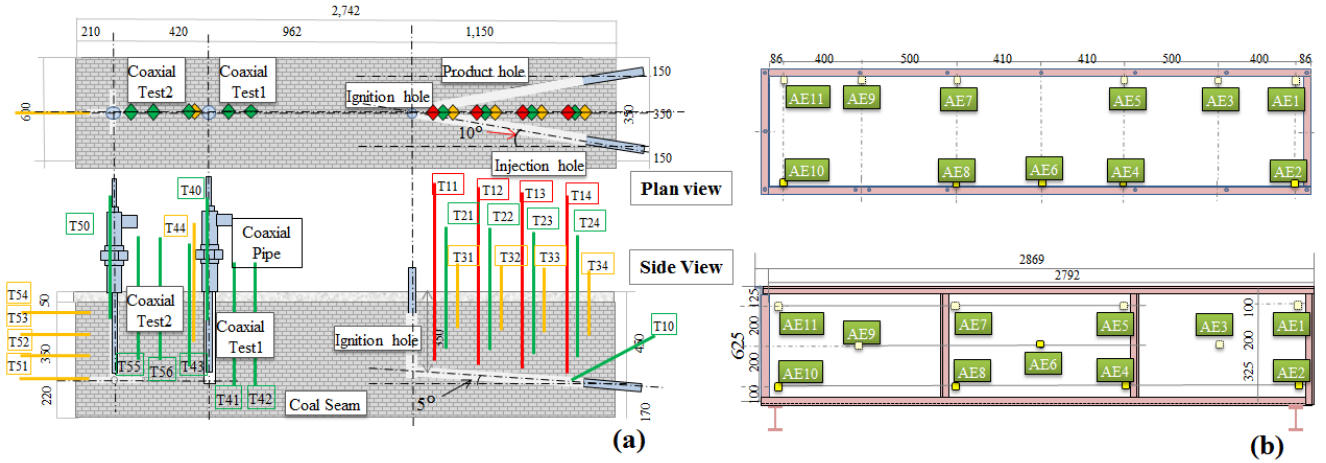 2,742
210
420
962
1,150
Coaxial
Test2
Coaxial
Test1
Product hole
Ignition hole
10°
Injection hole
600
150
350
350
150
Plan view
T50
T40
T44
Coaxial
Pipe
T11
T12
T13
T14
T21
T22
T23
T24
T31
T32
T33
T34
Side View
T54
T53
T52
T51
50
220
Coaxial
Test2
Coaxial
Test1
Ignition hole
T10
T55
T56
T43
T41
T42
Coal Seam
5°
170
(a)
86
400
500
410
410
500
400
86
AE11
AE9
AE7
AE5
AE3
AE1
AE10
AE8
AE6
AE4
AE2
2869
2792
125
200
200
100
625
AE11
AE9
AE7
AE5
AE3
AE1
AE10
AE8
AE6
AE4
AE2
100
200
325
(b)